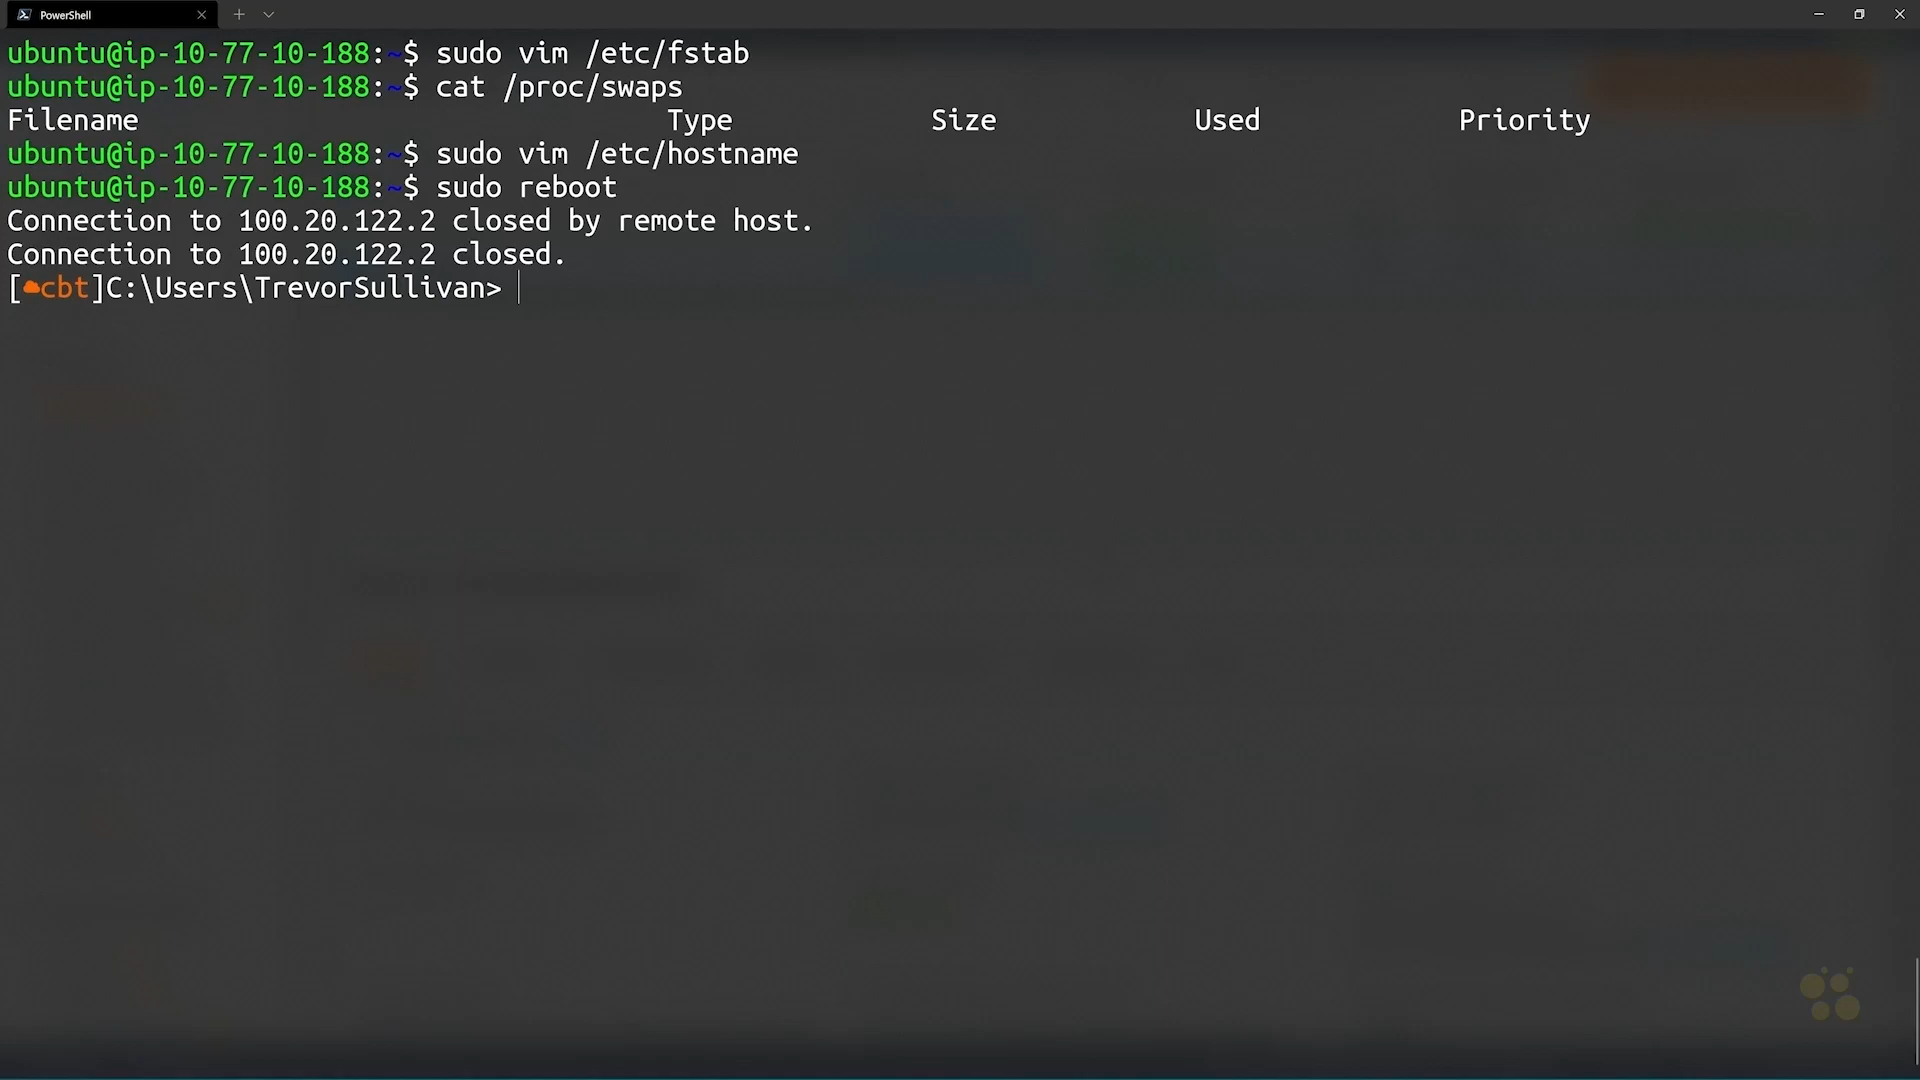 PowerShell
ubuntu@ip-10-77-10-188:~$ sudo vim /etc/fstab
ubuntu@ip-10-77-10-188:~$ cat /proc/swaps
Filename Type Size Used Priority
ubuntu@ip-10-77-10-188:~$ sudo vim /etc/hostname
ubuntu@ip-10-77-10-188:~$ sudo reboot
Connection to 100.20.122.2 closed by remote host.
Connection to 100.20.122.2 closed.
[☁cbt]C:\Users\TrevorSullivan>